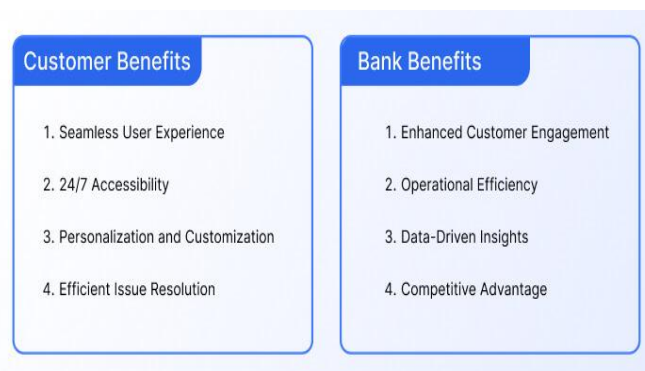 Customer Benefits
1. Seamless User Experience
2. 24/7 Accessibility
3. Personalization and Customization
4. Efficient Issue Resolution
Bank Benefits
1. Enhanced Customer Engagement
2. Operational Efficiency
3. Data-Driven Insights
4. Competitive Advantage